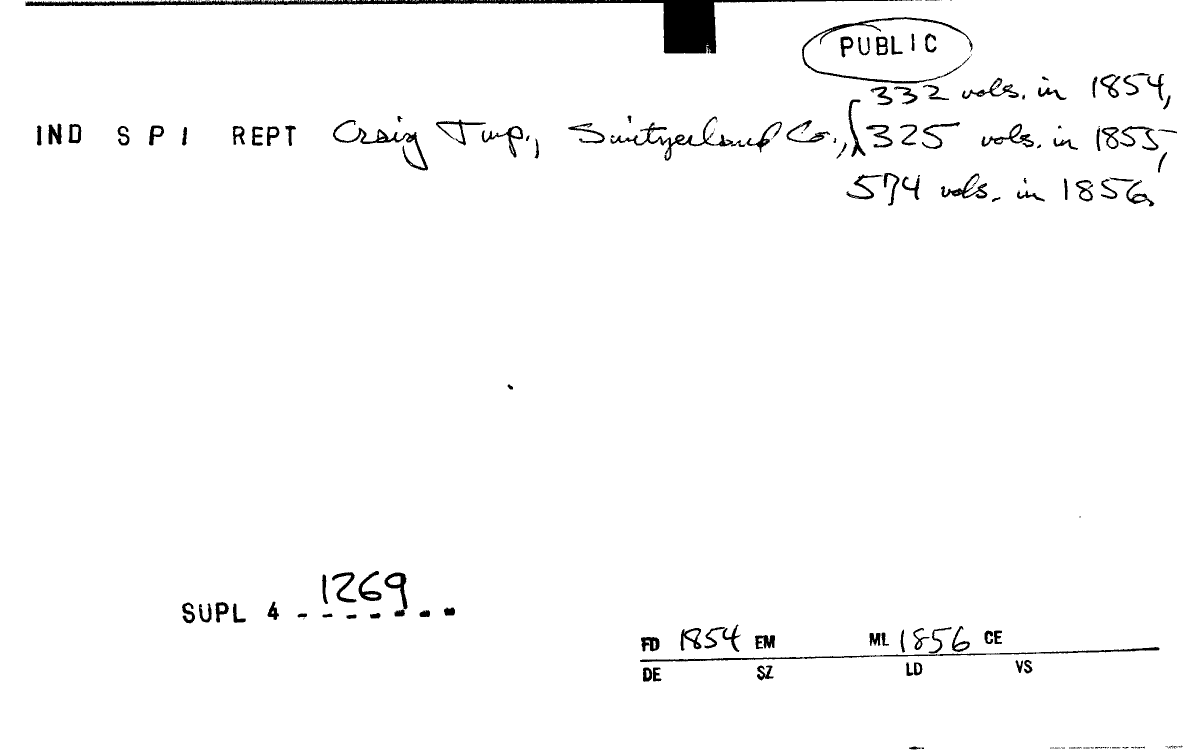 PUBLIC
332 vols. in 1854,
IND S P I REPT Craig Twp., Switzerland Co., 325 vols. in 1855,
574 vols. in 1856
SUPL 4 - 1269 - - - - - -
FD 1854 EM ML 1856 CE
DE SZ LD VS